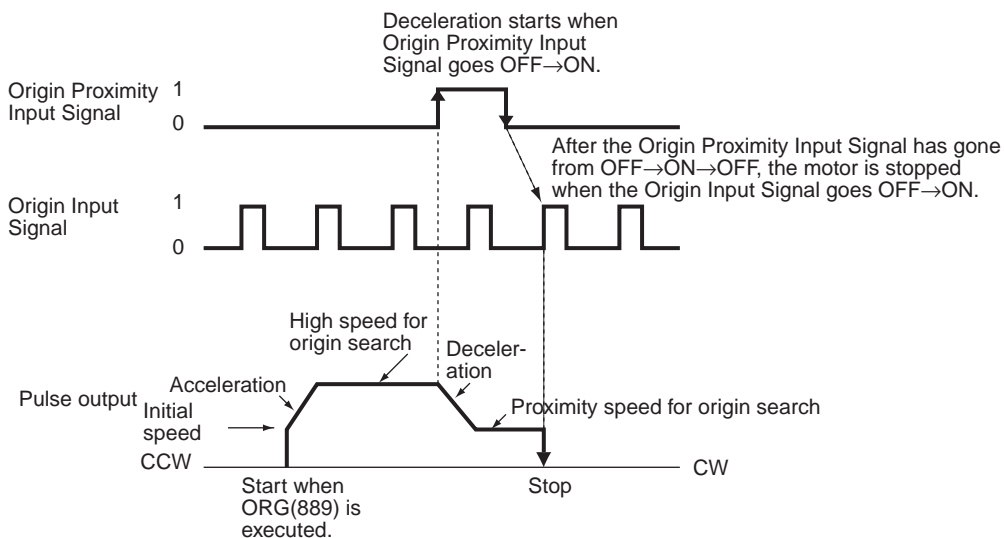 Deceleration starts when
Origin Proximity Input
Signal goes OFF→ON.
Origin Proximity
Input Signal
1
0
After the Origin Proximity Input Signal has gone
from OFF→ON→OFF, the motor is stopped
when the Origin Input Signal goes OFF→ON.
Origin Input
Signal
1
0
High speed for
origin search
Deceler-
ation
Acceleration
Pulse output
Initial
speed
Proximity speed for origin search
CCW
CW
Start when
ORG(889) is
executed.
Stop